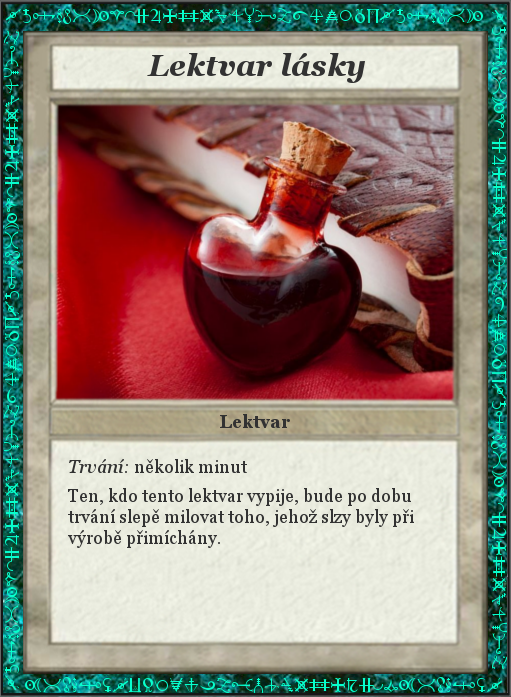 Lektvar lásky
Lektvar
Trvání: několik minut
Ten, kdo tento lektvar vypije, bude po dobu
trvání slepě milovat toho, jehož slzy byly při
výrobě přimíchány.